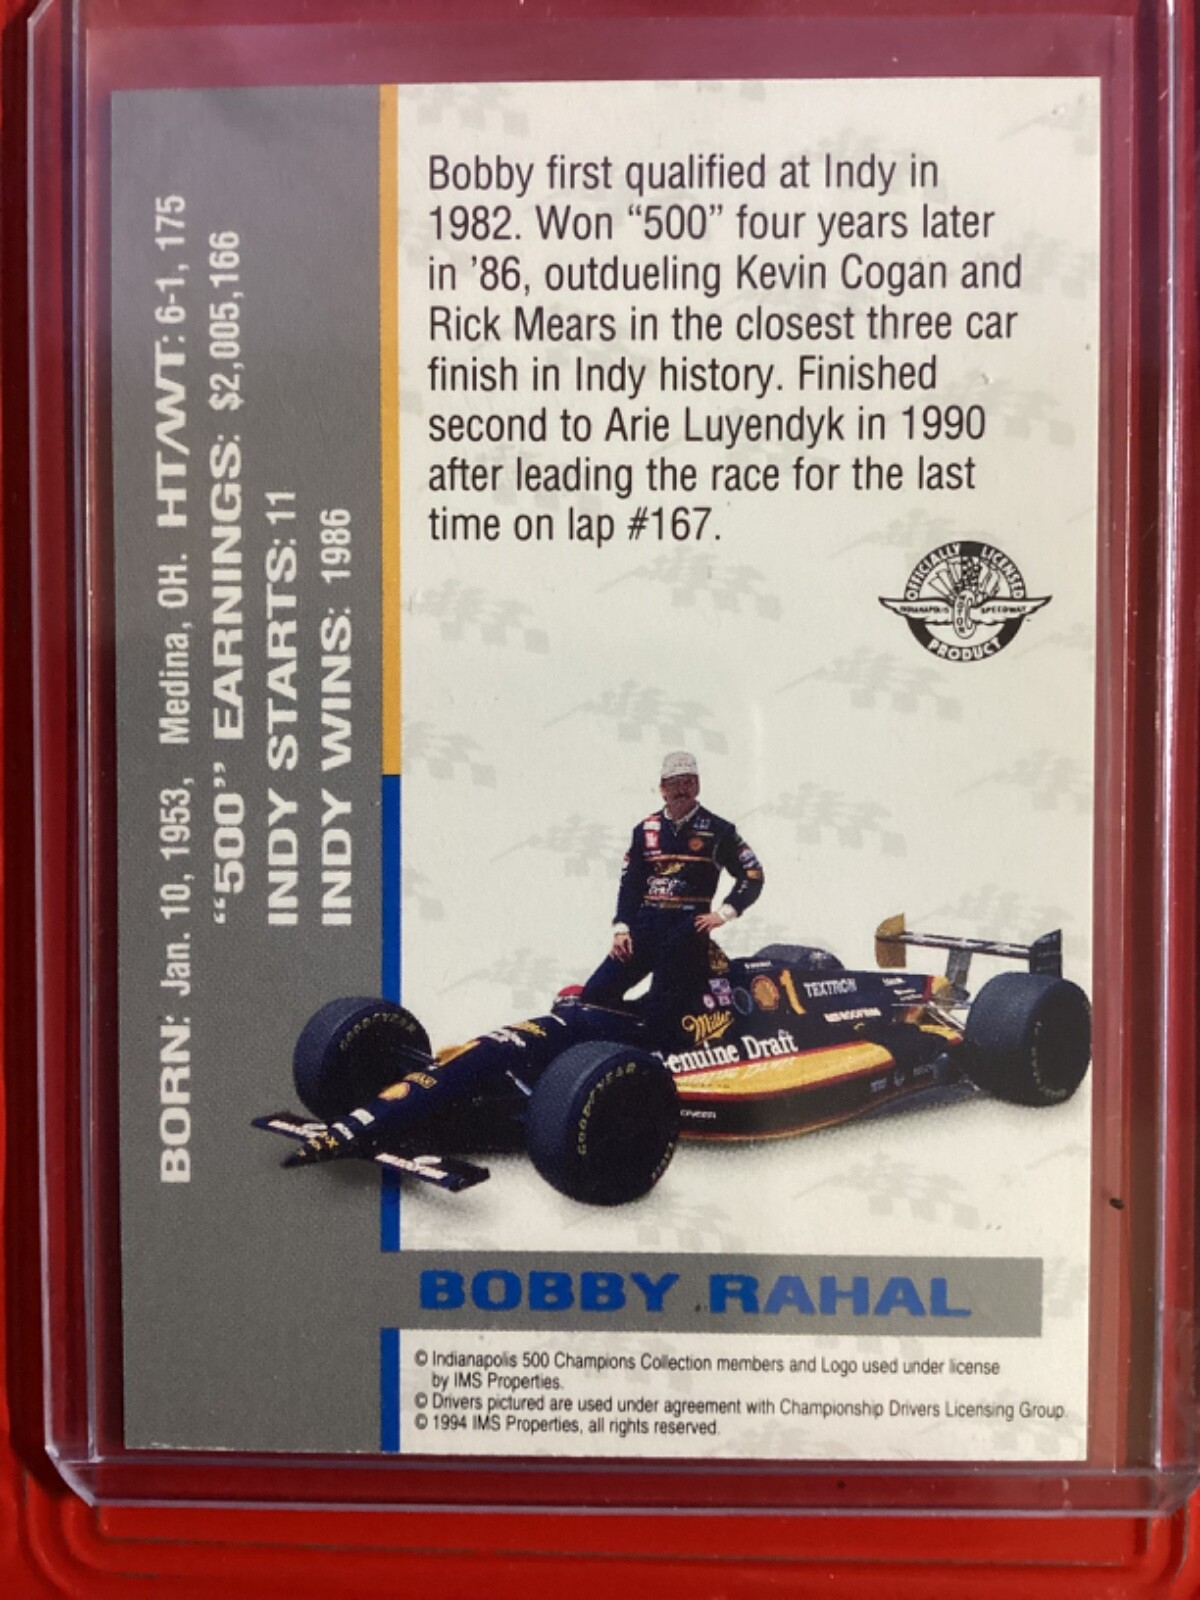 BORN: Jan. 10, 1953, Medina, OH. HT/WT: 6-1, 175
“500” EARNINGS: $2,005,166
INDY STARTS: 11
INDY WINS: 1986
Bobby first qualified at Indy in
1982. Won “500” four years later
in ’86, outdueling Kevin Cogan and
Rick Mears in the closest three car
finish in Indy history. Finished
second to Arie Luyendyk in 1990
after leading the race for the last
time on lap #167.
OFFICIALLY LICENSED
INDIANAPOLIS MOTOR SPEEDWAY
PRODUCT
1 TEXTRON
Miller
Genuine Draft
GOODYEAR
GOODYEAR
BOBBY RAHAL
© Indianapolis 500 Champions Collection members and Logo used under license
by IMS Properties.
© Drivers pictured are used under agreement with Championship Drivers Licensing Group.
© 1994 IMS Properties, all rights reserved.